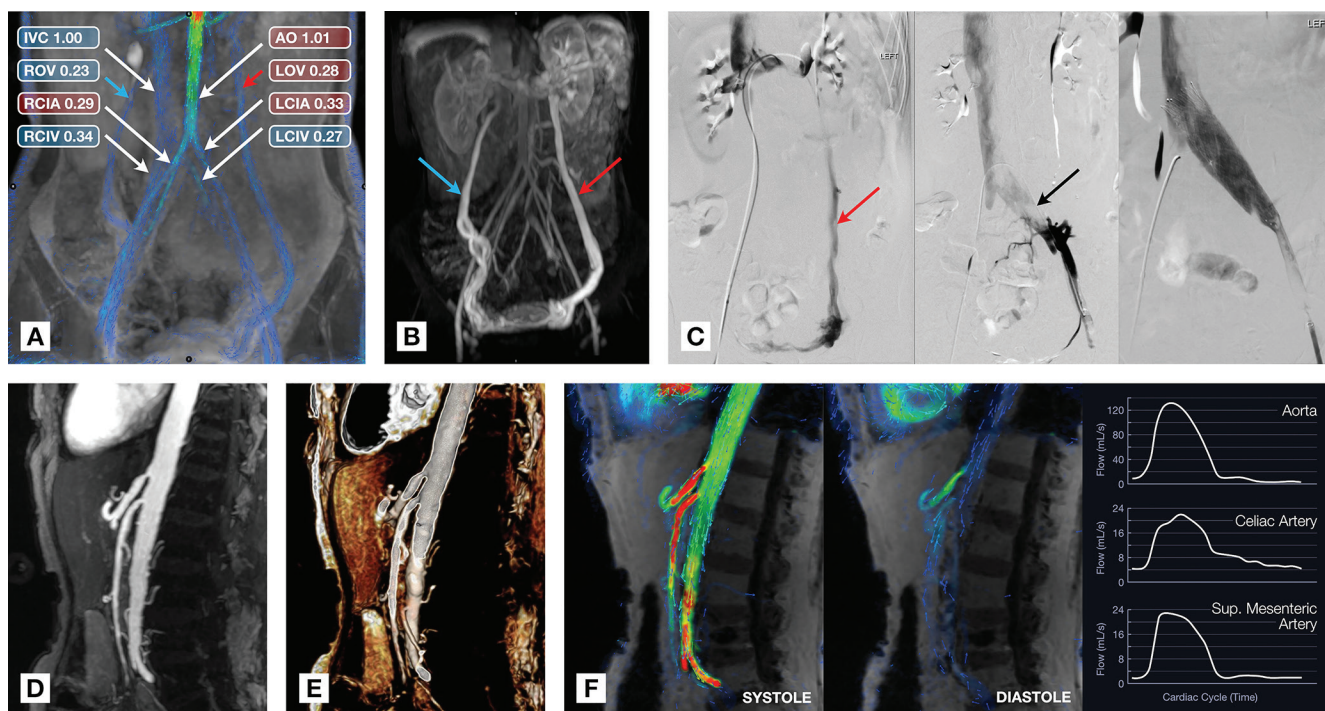 IVC 1.00
AO 1.01
ROV 0.23
LOV 0.28
RCIA 0.29
LCIA 0.33
RCIV 0.34
LCIV 0.27
A
B
LEFT
LEF
C
D
E
F
SYSTOLE
DIASTOLE
Aorta
Flow (mL/s)
120
80
40
0
Celiac Artery
Flow (mL/s)
24
16
8
0
Sup. Mesenteric
Artery
Flow (mL/s)
24
16
8
0
Cardiac Cycle (Time)